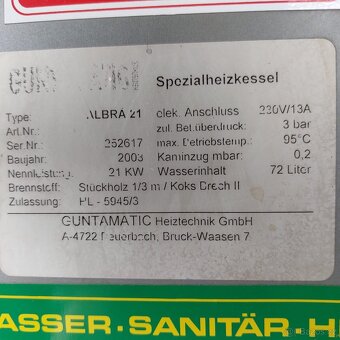 Spezialheizkessel
Type: ALBRA 21 elek. Anschluss 230V/13A
Art.Nr.: zul. Bet.überdruck: 3 bar
Ser.Nr.: 252617 max. Betriebstemp.: 95°C
Baujahr: 2003 Kaminzug mbar: 0,2
Nennleistung: 21 KW Wasserinhalt 72 Liter
Brennstoff: Stückholz 1/3 m / Koks Brech II
Zulassung: PL - 5945/3
GUNTAMATIC Heiztechnik GmbH
A-4722 Peuerbach, Bruck-Waasen 7
ASSER · SANITÄR · H